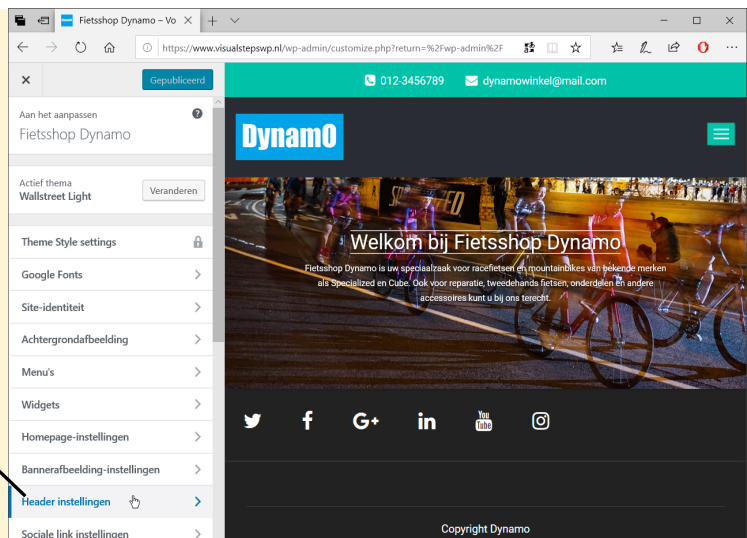 Fietsshop Dynamo – Vo
https://www.visualstepswp.nl/wp-admin/customize.php?return=%2Fwp-admin%2F
Gepubliceerd
Aan het aanpassen
Fietsshop Dynamo
Actief thema
Wallstreet Light
Veranderen
Theme Style settings
Google Fonts
Site-identiteit
Achtergrondafbeelding
Menu's
Widgets
Homepage-instellingen
Bannerafbeelding-instellingen
Header instellingen
Sociale link instellingen
012-3456789 dynamowinkel@mail.com
DynamO
Welkom bij Fietsshop Dynamo
Fietsshop Dynamo is uw speciaalzaak voor racefietsen en mountainbikes van bekende merken
als Specialized en Cube. Ook voor reparatie, tweedehands fietsen, onderdelen en andere
accessoires kunt u bij ons terecht.
You
Tube
Copyright Dynamo